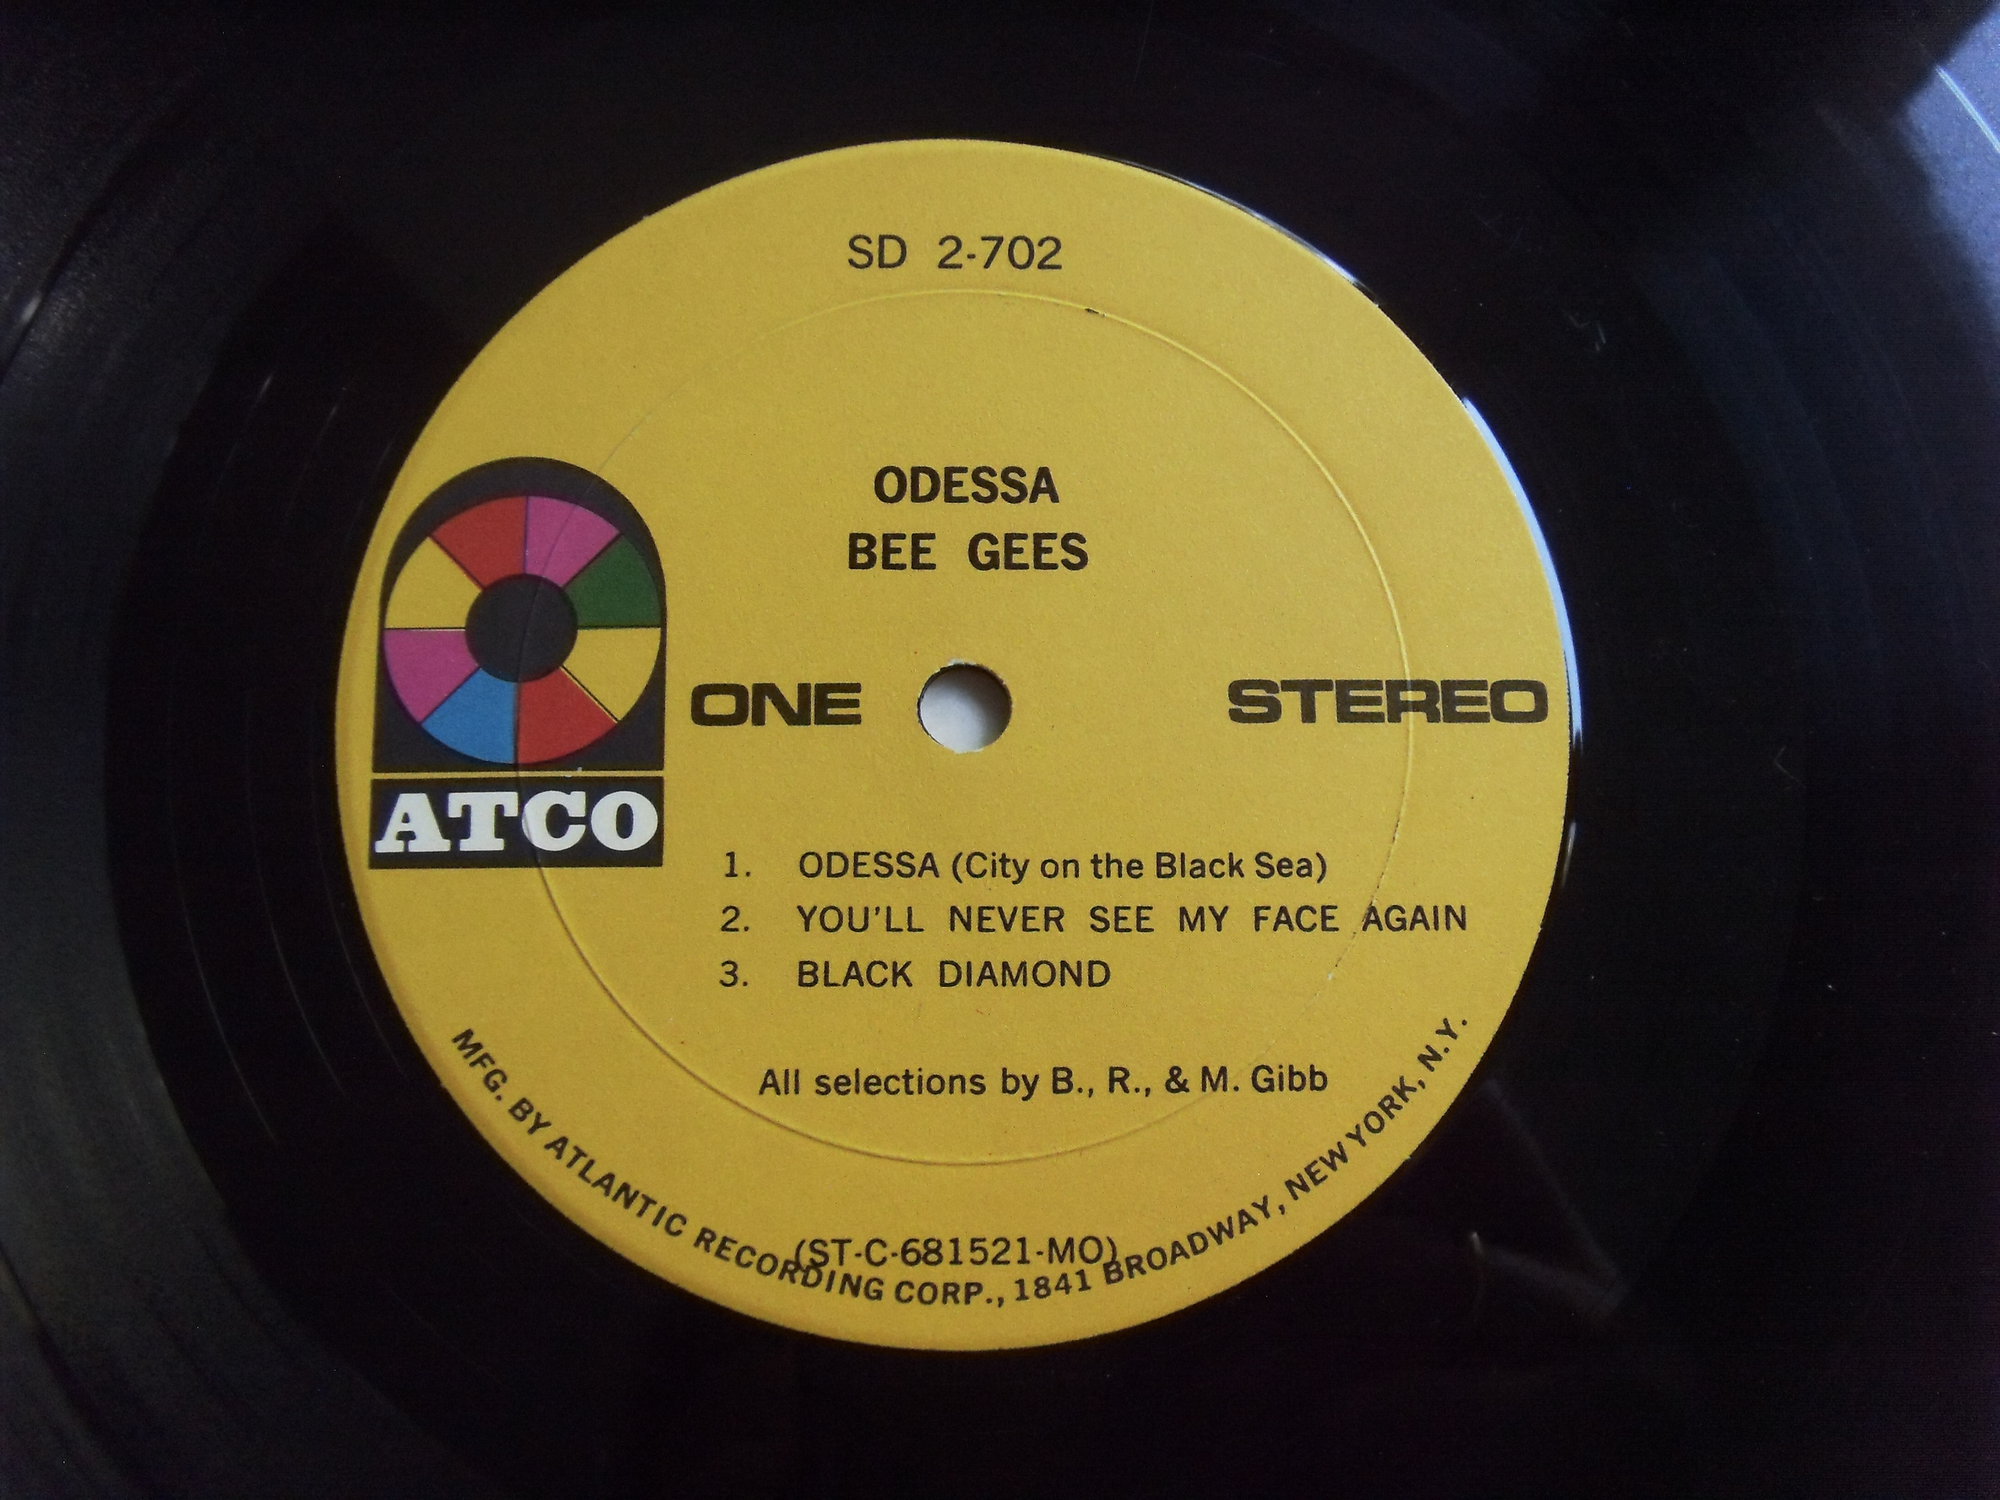 SD 2-702
ODESSA
BEE GEES
ONE
STEREO
ATCO
1. ODESSA (City on the Black Sea)
2. YOU'LL NEVER SEE MY FACE AGAIN
3. BLACK DIAMOND
All selections by B., R., & M. Gibb
(ST-C-681521-MO)
MFG. BY ATLANTIC RECORDING CORP., 1841 BROADWAY, NEW YORK, N.Y.